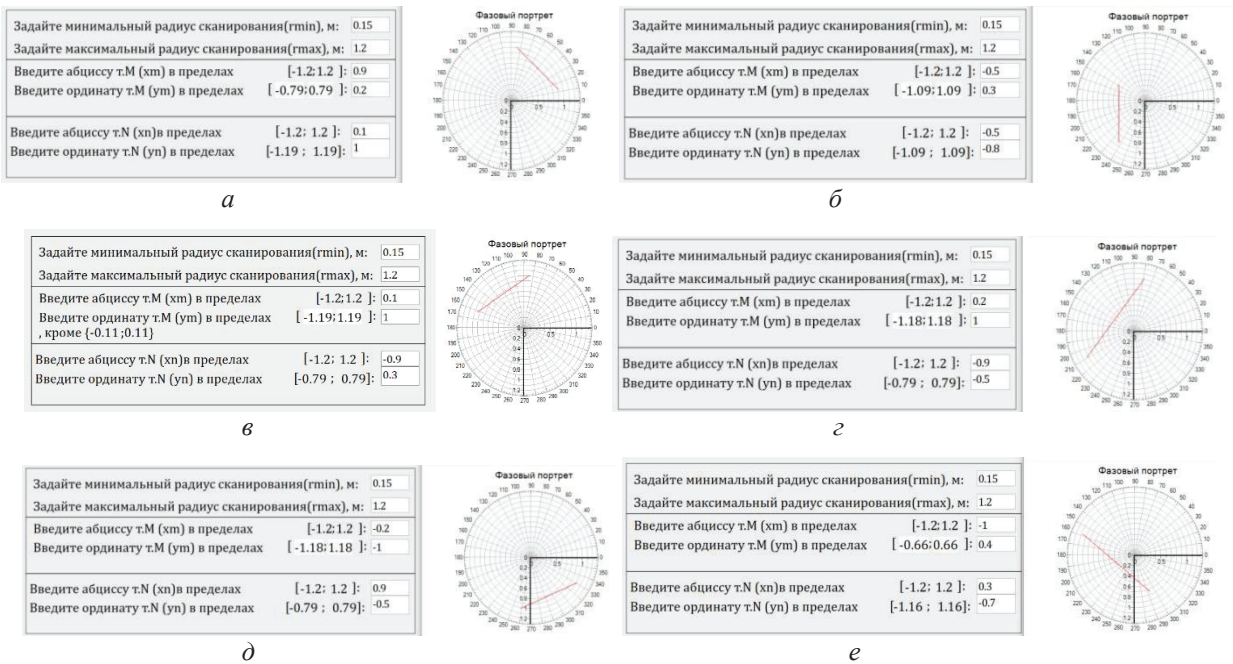 Задайте минимальный радиус сканирования(rmin), м: 0.15
Задайте максимальный радиус сканирования(rmax), м: 1.2
Введите абциссу т.М (xm) в пределах [-1.2;1.2 ]: 0.9
Введите ординату т.М (ym) в пределах [ -0.79;0.79 ]: 0.2
Введите абциссу т.N (xn)в пределах [-1.2; 1.2 ]: 0.1
Введите ординату т.N (yn) в пределах [-1.19 ; 1.19]: 1
Фазовый портрет
а
Задайте минимальный радиус сканирования(rmin), м: 0.15
Задайте максимальный радиус сканирования(rmax), м: 1.2
Введите абциссу т.М (xm) в пределах [-1.2;1.2 ]: -0.5
Введите ординату т.М (ym) в пределах [ -1.09;1.09 ]: 0.3
Введите абциссу т.N (xn)в пределах [-1.2; 1.2 ]: -0.5
Введите ординату т.N (yn) в пределах [-1.09 ; 1.09]: -0.8
Фазовый портрет
б
Задайте минимальный радиус сканирования(rmin), м: 0.15
Задайте максимальный радиус сканирования(rmax), м: 1.2
Введите абциссу т.М (xm) в пределах [-1.2;1.2 ]: 0.1
Введите ординату т.М (ym) в пределах [ -1.19;1.19 ]: 1
, кроме {-0.11;0.11}
Введите абциссу т.N (xn)в пределах [-1.2; 1.2 ]: -0.9
Введите ординату т.N (yn) в пределах [-0.79 ; 0.79]: 0.3
Фазовый портрет
в
Задайте минимальный радиус сканирования(rmin), м: 0.15
Задайте максимальный радиус сканирования(rmax), м: 1.2
Введите абциссу т.М (xm) в пределах [-1.2;1.2 ]: 0.2
Введите ординату т.М (ym) в пределах [ -1.18;1.18 ]: 1
Введите абциссу т.N (xn)в пределах [-1.2; 1.2 ]: -0.9
Введите ординату т.N (yn) в пределах [-0.79 ; 0.79]: -0.5
Фазовый портрет
г
Задайте минимальный радиус сканирования(rmin), м: 0.15
Задайте максимальный радиус сканирования(rmax), м: 1.2
Введите абциссу т.М (xm) в пределах [-1.2;1.2 ]: -0.2
Введите ординату т.М (ym) в пределах [ -1.18;1.18 ]: -1
Введите абциссу т.N (xn)в пределах [-1.2; 1.2 ]: 0.9
Введите ординату т.N (yn) в пределах [-0.79 ; 0.79]: -0.5
Фазовый портрет
д
Задайте минимальный радиус сканирования(rmin), м: 0.15
Задайте максимальный радиус сканирования(rmax), м: 1.2
Введите абциссу т.М (xm) в пределах [-1.2;1.2 ]: -1
Введите ординату т.М (ym) в пределах [ -0.66;0.66 ]: 0.4
Введите абциссу т.N (xn)в пределах [-1.2; 1.2 ]: 0.3
Введите ординату т.N (yn) в пределах [-1.16 ; 1.16]: -0.7
Фазовый портрет
е